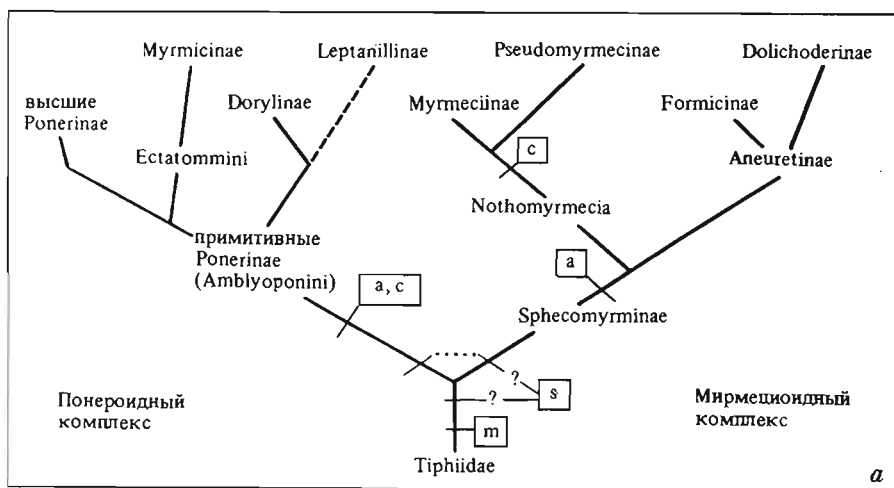 Myrmicinae
Leptanillinae
Pseudomyrmecinae
Dolichoderinae
высшие
Ponerinae
Dorylinae
Myrmeciinae
Formicinae
Ectatommini
с
Aneuretinae
Nothomyrmecia
примитивные
Ponerinae
(Amblyoponini)
a
a, c
Sphecomyrminae
Понероидный
комплекс
?
?
s
Мирмециоидный
комплекс
m
Tiphiidae
а